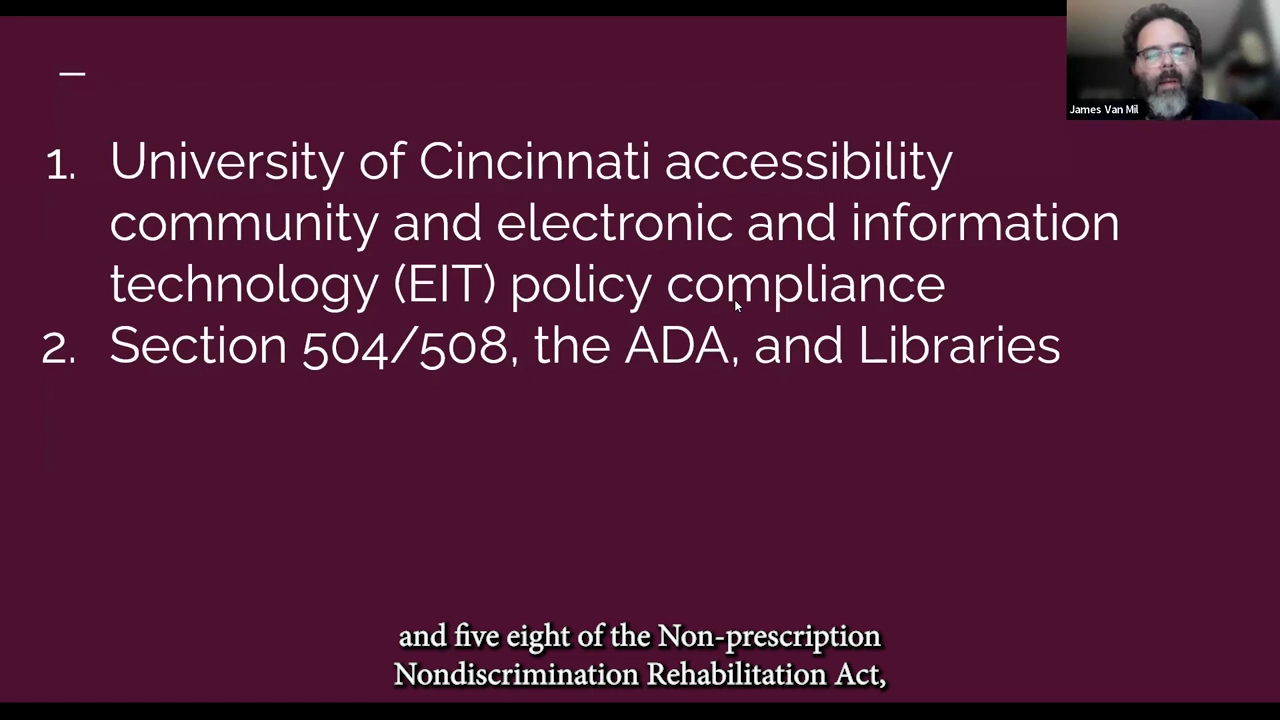 James Van Mil
1. University of Cincinnati accessibility
community and electronic and information
technology (EIT) policy compliance
2. Section 504/508, the ADA, and Libraries
and five eight of the Non-prescription
Nondiscrimination Rehabilitation Act,